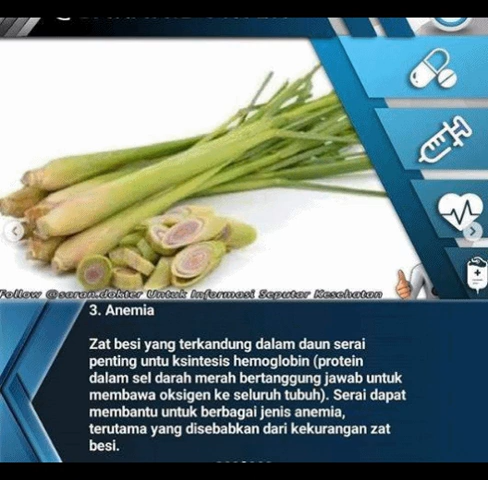 Follow @saran.dokter Untuk Informasi Seputar Kesehatan
3. Anemia
Zat besi yang terkandung dalam daun serai
penting untu ksintesis hemoglobin (protein
dalam sel darah merah bertanggung jawab untuk
membawa oksigen ke seluruh tubuh). Serai dapat
membantu untuk berbagai jenis anemia,
terutama yang disebabkan dari kekurangan zat
besi.